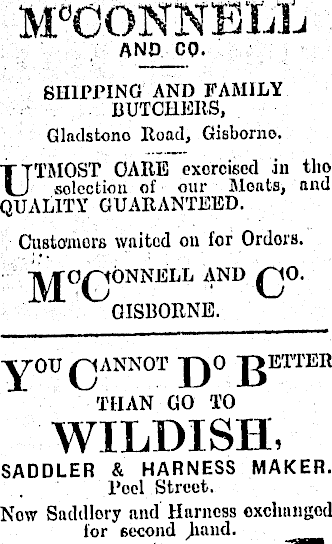 McCONNELL
AND CO.
SHIPPING AND FAMILY
BUTCHERS,
Gladstone Road, Gisborne.
UTMOST CARE exercised in the
selection of our Meats, and
QUALITY GUARANTEED.
Customers waited on for Orders.
McCONNELL AND CO.
GISBORNE.
YOU CANNOT DO BETTER
THAN GO TO
WILDISH,
SADDLER & HARNESS MAKER.
Peel Street.
New Saddlery and Harness exchanged
for second hand.